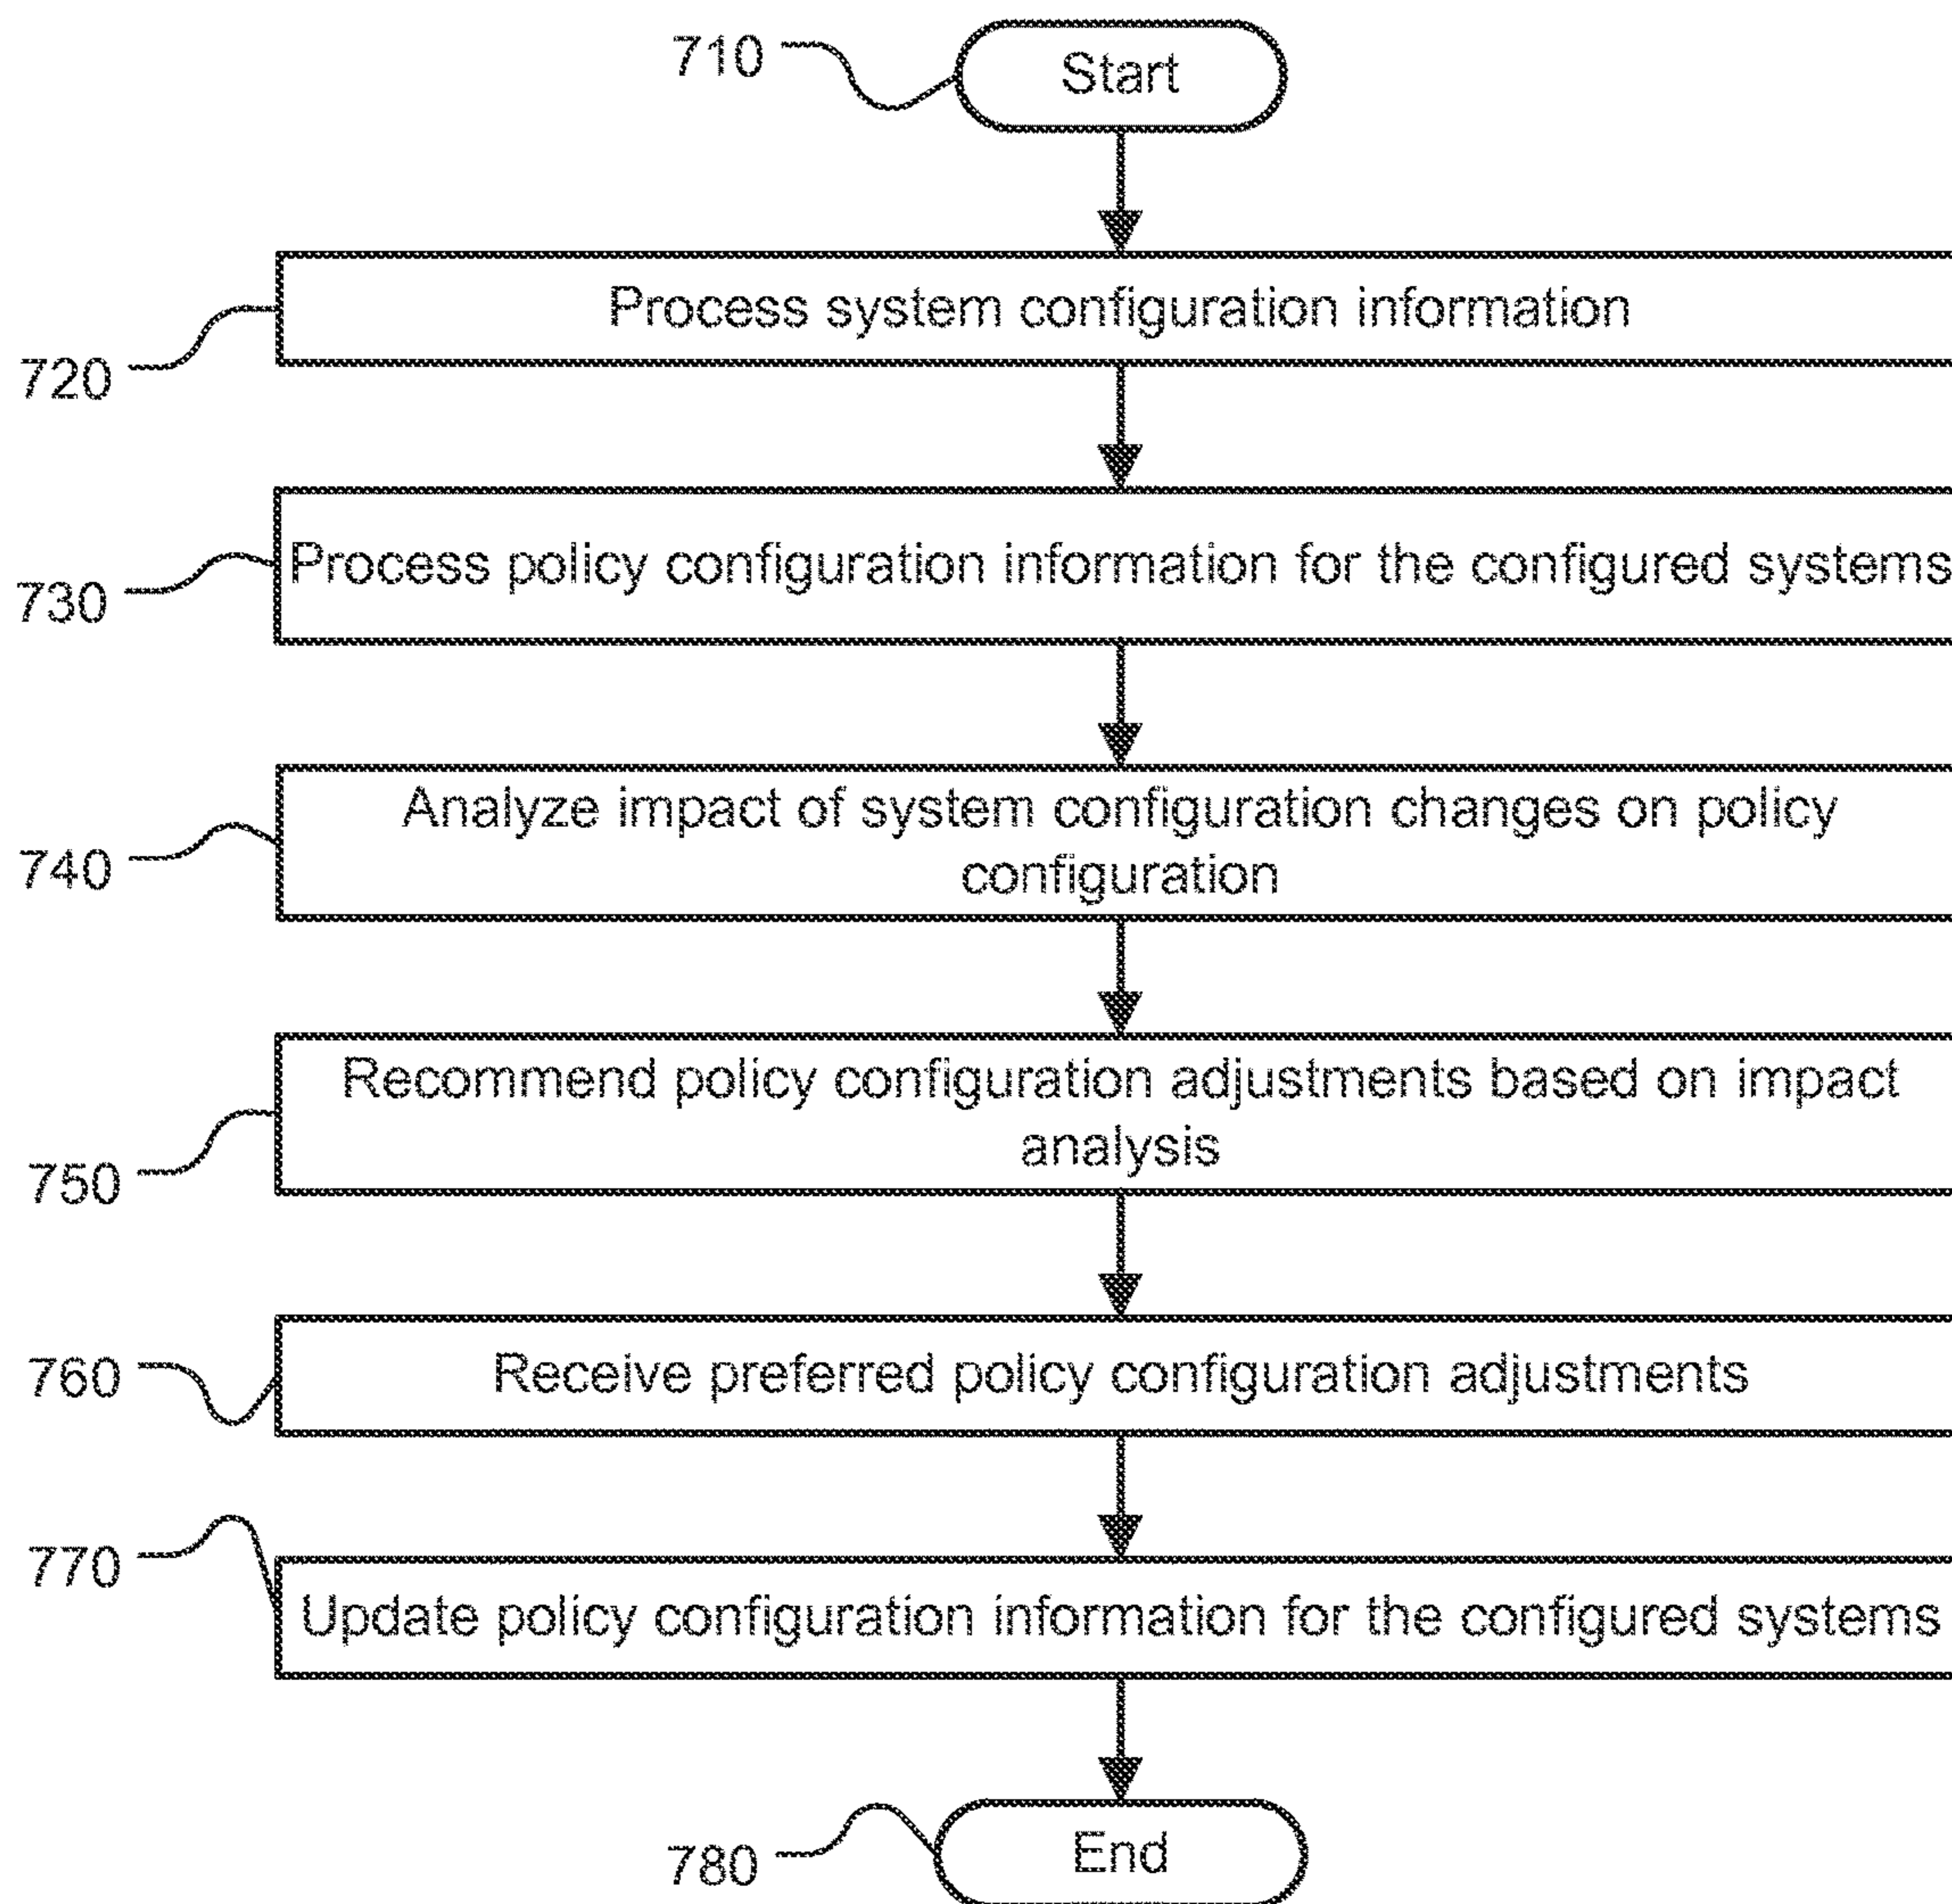 710
Start
Process system configuration information
720
Process policy configuration information for the configured systems
730
Analyze impact of system configuration changes on policy
configuration
740
Recommend policy configuration adjustments based on impact
analysis
750
Receive preferred policy configuration adjustments
760
770
Update policy configuration information for the configured systems
780
End